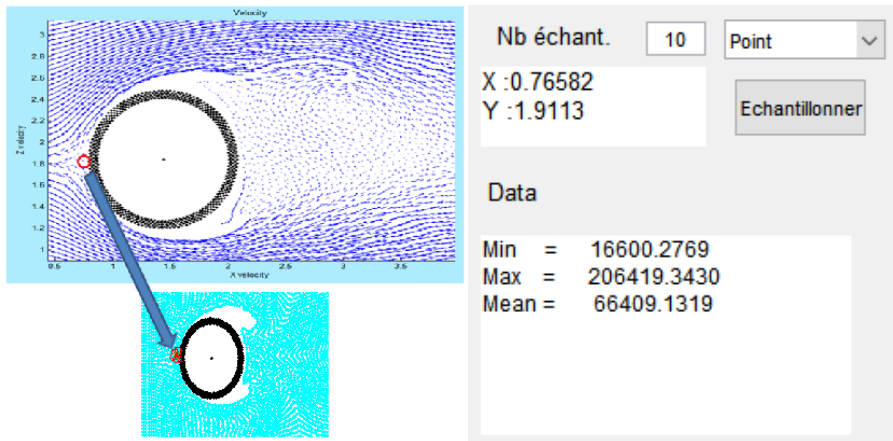 Velocity
3
2.8
2.6
2.4
2.2
2
1.8
1.6
1.4
1.2
1
Z velocity
0.5 1 1.5 2 2.5 3 3.5
X velocity
Nb échant. 10 Point
X :0.76582
Y :1.9113
Echantillonner
Data
Min = 16600.2769
Max = 206419.3430
Mean = 66409.1319